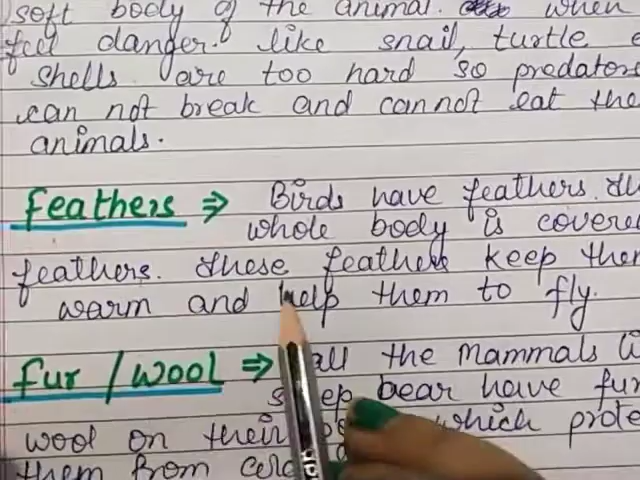 soft body of the animal. when
feel danger. like snail, turtle e
shells are too hard so predators
can not break and cannot eat the
animals.
Feathers ⇒ Birds have feathers. The
whole body is covere
feathers. These feathers keep them
warm and help them to fly.
Fur / Wool ⇒ all the mammals li
bear have fur
wool on their which prote
them from cold